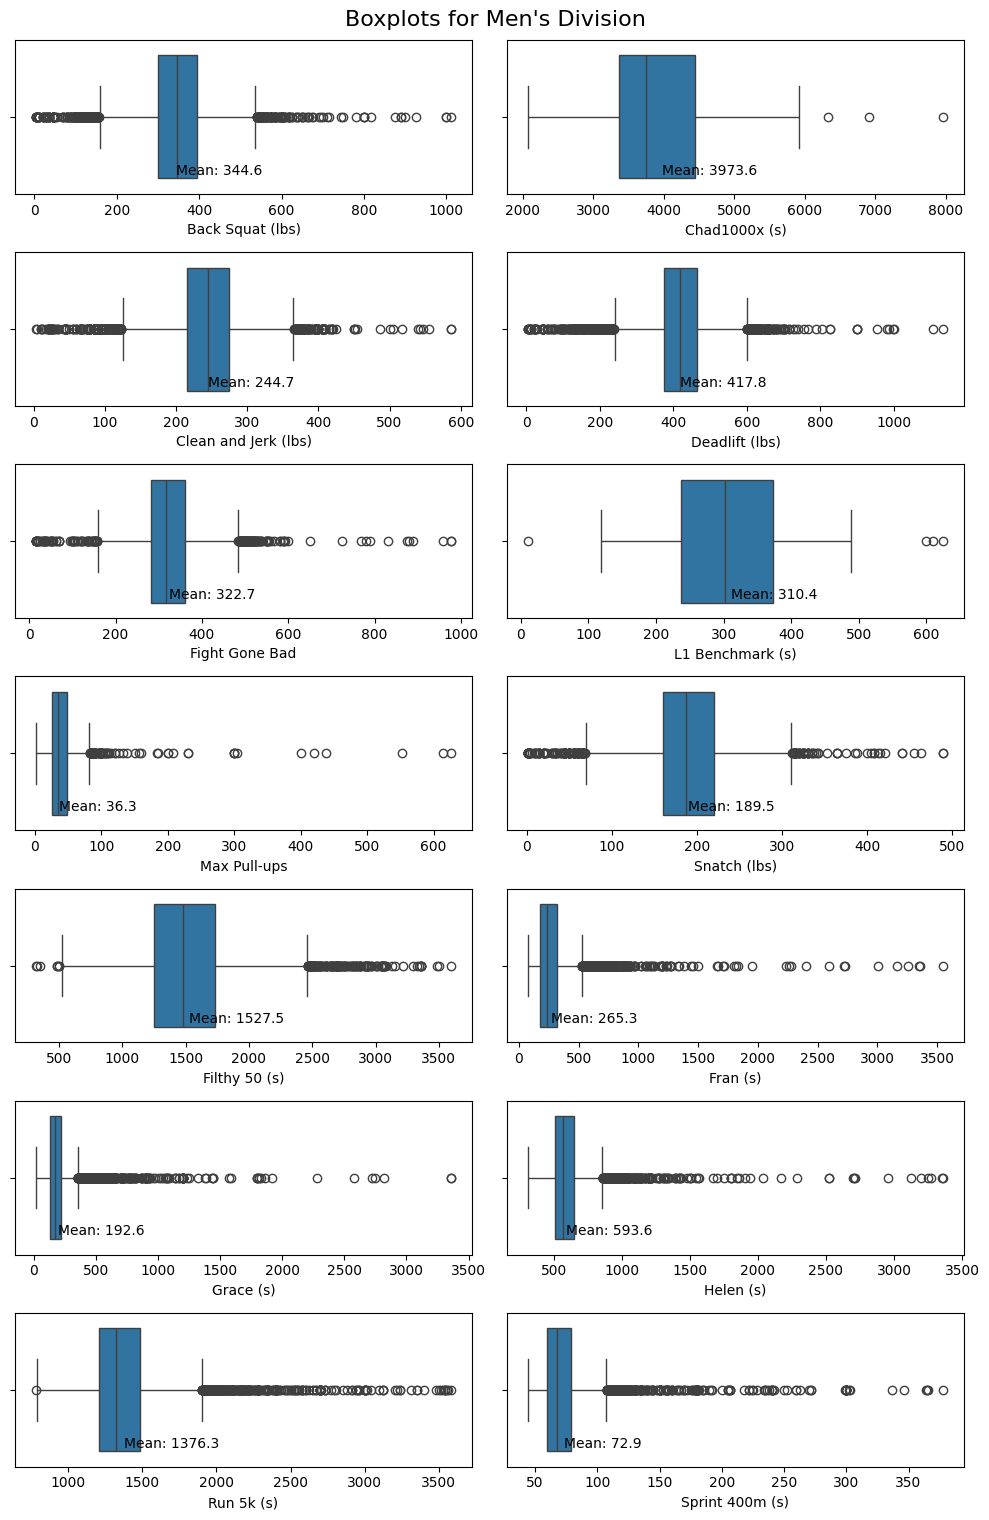 Boxplots for Men's Division
Mean: 344.6
0 200 400 600 800 1000
Back Squat (lbs)
Mean: 3973.6
2000 3000 4000 5000 6000 7000 8000
Chad1000x (s)
Mean: 244.7
0 100 200 300 400 500 600
Clean and Jerk (lbs)
Mean: 417.8
0 200 400 600 800 1000
Deadlift (lbs)
Mean: 322.7
0 200 400 600 800 1000
Fight Gone Bad
Mean: 310.4
0 100 200 300 400 500 600
L1 Benchmark (s)
Mean: 36.3
0 100 200 300 400 500 600
Max Pull-ups
Mean: 189.5
0 100 200 300 400 500
Snatch (lbs)
Mean: 1527.5
500 1000 1500 2000 2500 3000 3500
Filthy 50 (s)
Mean: 265.3
0 500 1000 1500 2000 2500 3000 3500
Fran (s)
Mean: 192.6
0 500 1000 1500 2000 2500 3000 3500
Grace (s)
Mean: 593.6
500 1000 1500 2000 2500 3000 3500
Helen (s)
Mean: 1376.3
1000 1500 2000 2500 3000 3500
Run 5k (s)
Mean: 72.9
50 100 150 200 250 300 350
Sprint 400m (s)